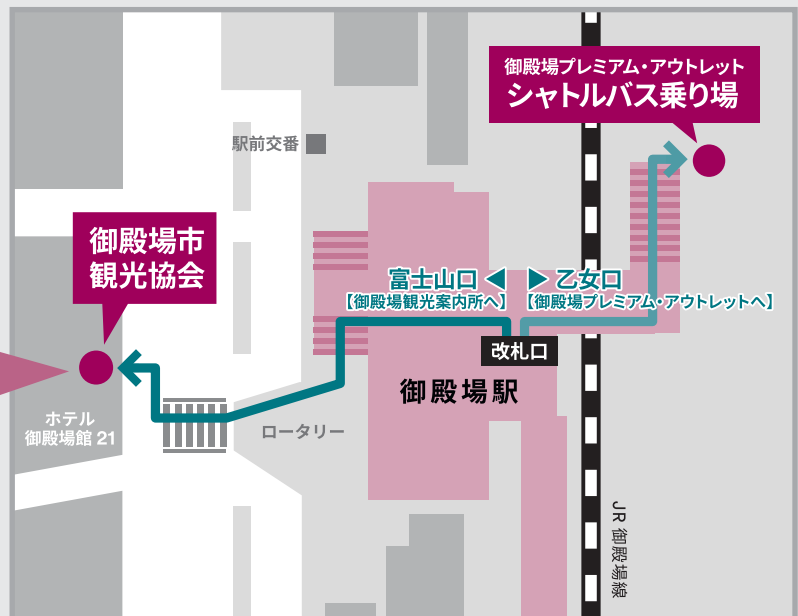 御殿場プレミアム・アウトレット
シャトルバス乗り場
駅前交番
御殿場市
観光協会
富士山口 ◀ ▶ 乙女口
【御殿場観光案内所へ】 【御殿場プレミアム・アウトレットへ】
改札口
御殿場駅
ホテル
御殿場館21
ロータリー
JR 御殿場線